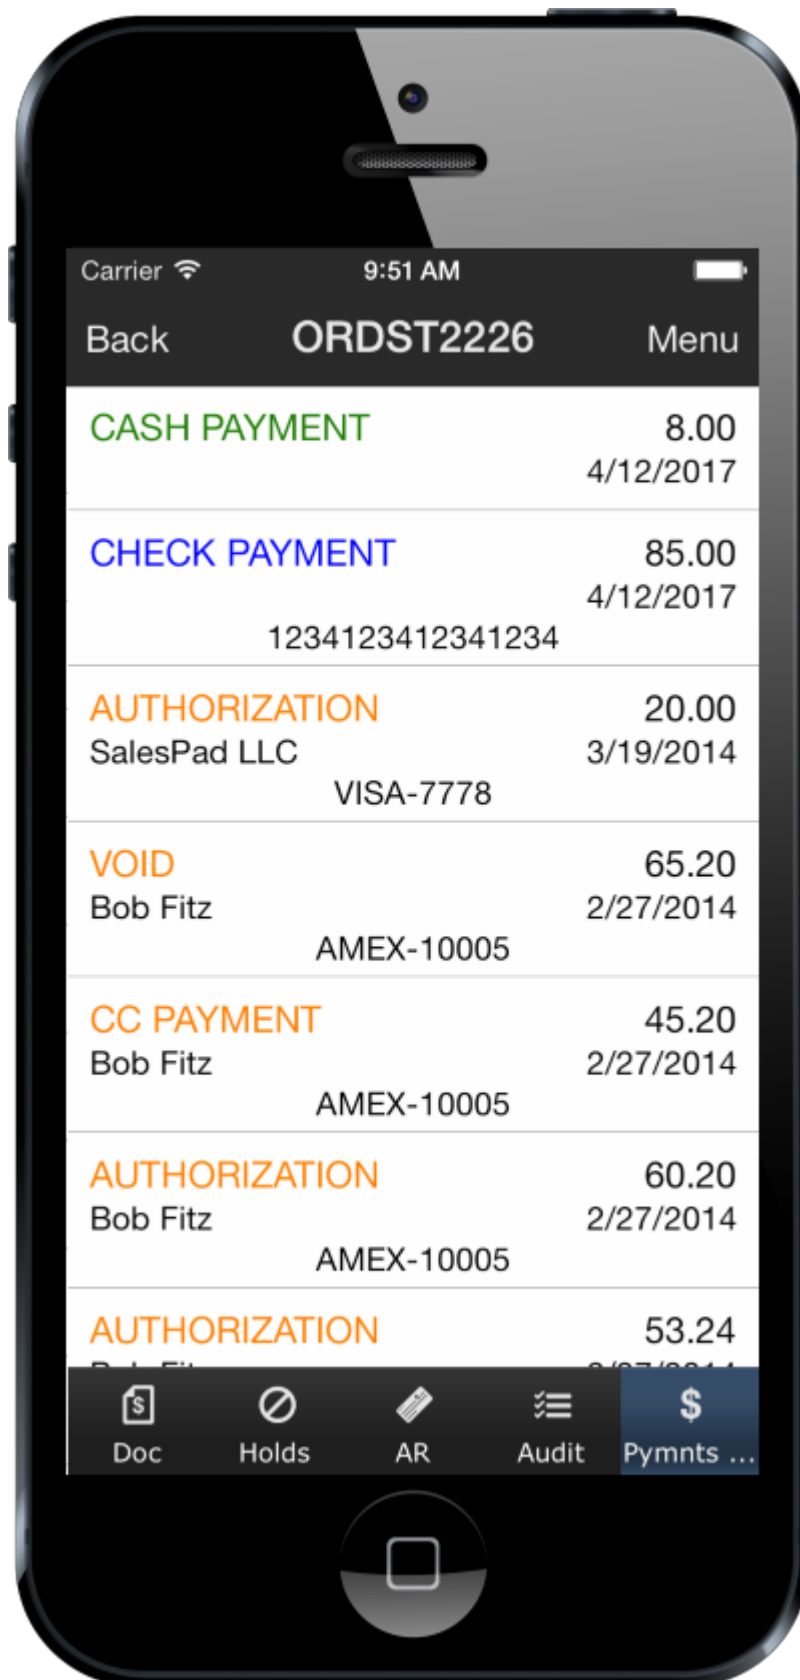 Carrier 9:51 AM
Back ORDST2226 Menu
CASH PAYMENT 8.00
4/12/2017
CHECK PAYMENT 85.00
4/12/2017
1234123412341234
AUTHORIZATION 20.00
SalesPad LLC 3/19/2014
VISA-7778
VOID 65.20
Bob Fitz 2/27/2014
AMEX-10005
CC PAYMENT 45.20
Bob Fitz 2/27/2014
AMEX-10005
AUTHORIZATION 60.20
Bob Fitz 2/27/2014
AMEX-10005
AUTHORIZATION 53.24
Doc Holds AR Audit Pymnts ...